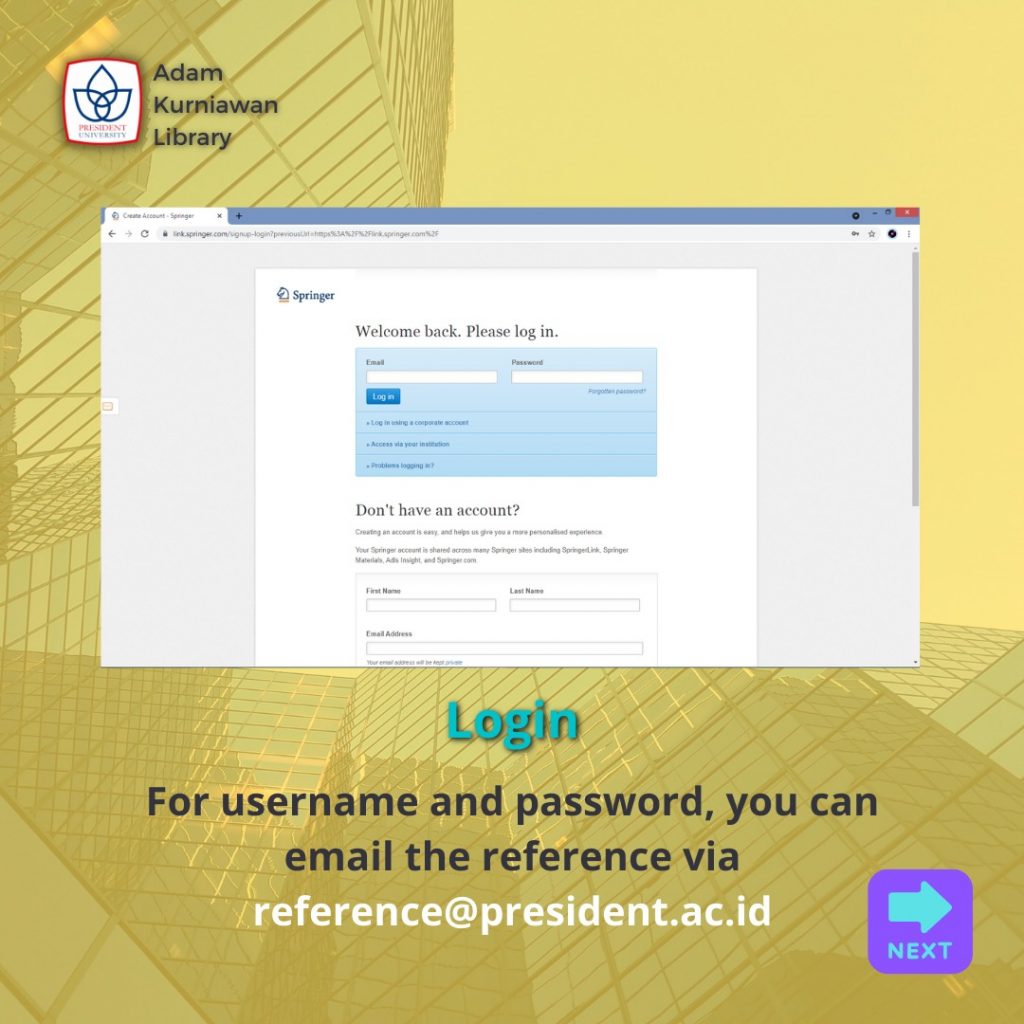 Adam
Kurniawan
Library
PRESIDENT
UNIVERSITY
Create Account - Springer
link.springer.com/signup-login?previousUrl=https%3A%2F%2Flink.springer.com%2F
Springer
Welcome back. Please log in.
Email Password
Forgotten password?
Log in
» Log in using a corporate account
» Access via your institution
» Problems logging in?
Don't have an account?
Creating an account is easy, and helps us give you a more personalised experience.
Your Springer account is shared across many Springer sites including SpringerLink, Springer
Materials, Adis Insight, and Springer.com.
First Name Last Name
Email Address
Your email address will be kept private
Login
For username and password, you can
email the reference via
reference@president.ac.id
NEXT